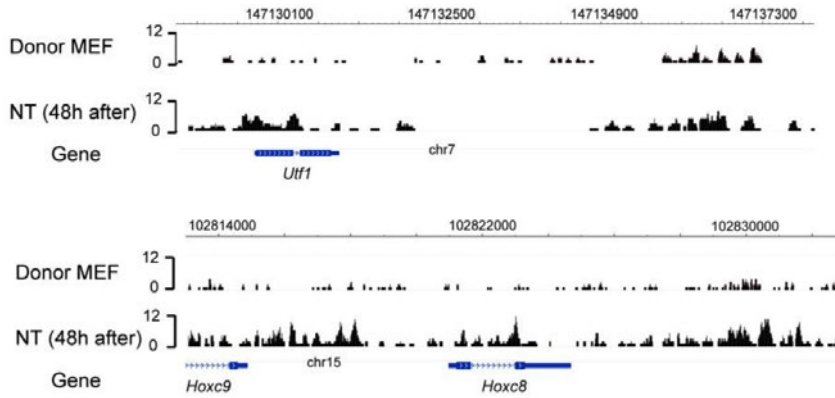 147130100 147132500 147134900 147137300
Donor MEF 12 0
NT (48h after) 12 0
Gene chr7
Utf1
102814000 102822000 102830000
Donor MEF 12 0
NT (48h after) 12 0
Gene chr15
Hoxc9 Hoxc8